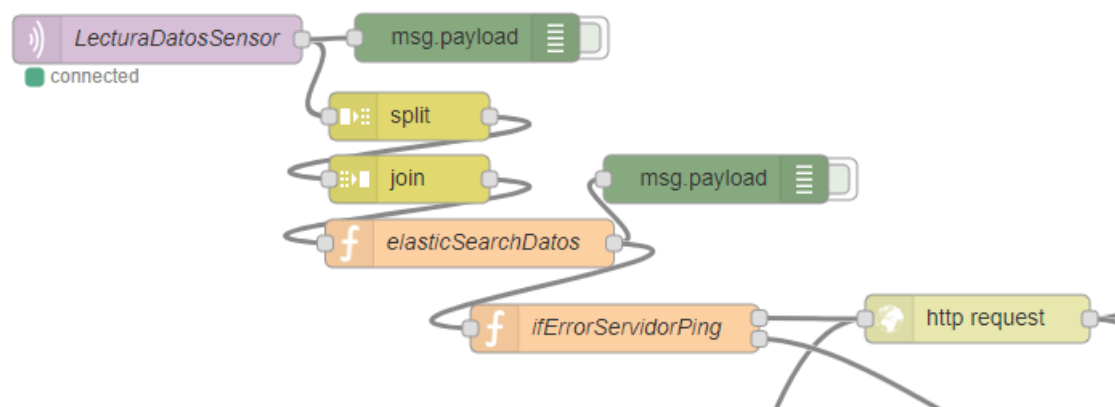 LecturaDatosSensor
msg.payload
connected
split
join
msg.payload
elasticSearchDatos
ifErrorServidorPing
http request